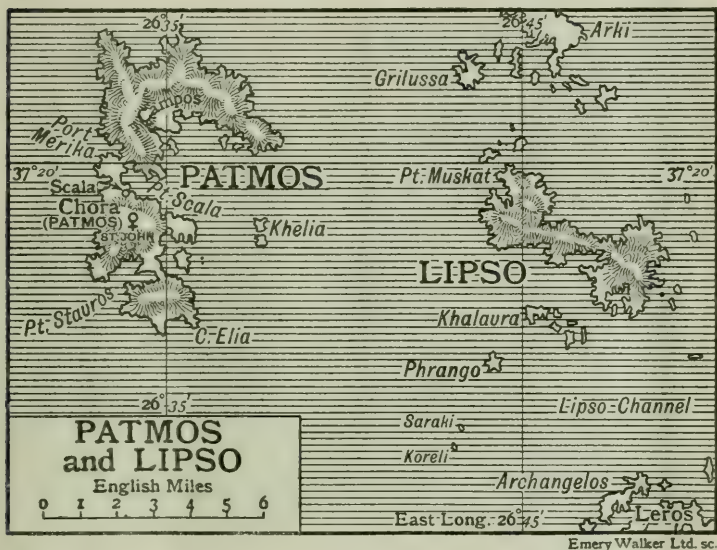 26°35′
26°45′
Arki
Grilussa
Port
Merika
37°20′
PATMOS
Pt. Muskat
37°20′
Scala
Pt. Scala
Chora
(PATMOS)
ST. JOHN
Khelia
LIPSO
Pt. Stavros
C. Elia
Khalavra
Phrango
26°35′
Lipso Channel
Saraki
Koreli
Archangelos
Leros
East Long. 26°45′
PATMOS
and LIPSO
English Miles
0 1 2 3 4 5 6
Emery Walker Ltd. sc.